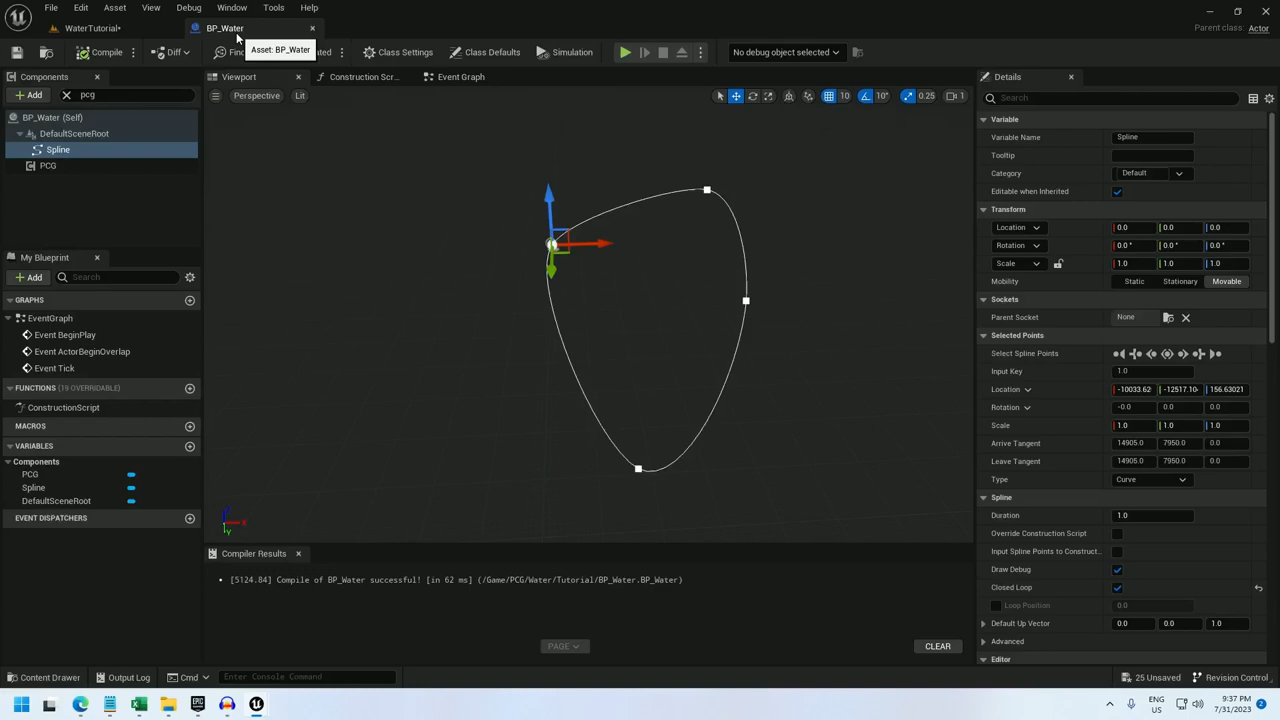 File Edit Asset View Debug Window Tools Help
WaterTutorial*
BP_Water
Parent class: Actor
Compile
Diff
Find
ated
Class Settings
Class Defaults
Simulation
No debug object selected
Asset: BP_Water
Components
Add
pcg
BP_Water (Self)
DefaultSceneRoot
Spline
PCG
My Blueprint
Add
Search
GRAPHS
EventGraph
Event BeginPlay
Event ActorBeginOverlap
Event Tick
FUNCTIONS (19 OVERRIDABLE)
ConstructionScript
MACROS
VARIABLES
Components
PCG
Spline
DefaultSceneRoot
EVENT DISPATCHERS
Viewport
Construction Scr...
Event Graph
Perspective
Lit
10
10°
0.25
1
Z
X
Y
Compiler Results
[5124.84] Compile of BP_Water successful! [in 62 ms] (/Game/PCG/Water/Tutorial/BP_Water.BP_Water)
PAGE
CLEAR
Details
Search
Variable
Variable Name Spline
Tooltip
Category Default
Editable when Inherited
Transform
Location 0.0 0.0 0.0
Rotation 0.0 ° 0.0 ° 0.0 °
Scale 1.0 1.0 1.0
Mobility Static Stationary Movable
Sockets
Parent Socket None
Selected Points
Select Spline Points
Input Key 1.0
Location -10033.62 -12517.10 156.63021
Rotation -0.0 0.0 0.0
Scale 1.0 1.0 1.0
Arrive Tangent 14905.0 7950.0 0.0
Leave Tangent 14905.0 7950.0 0.0
Type Curve
Spline
Duration 1.0
Override Construction Script
Input Spline Points to Construct...
Draw Debug
Closed Loop
Loop Position 0.0
Default Up Vector 0.0 0.0 1.0
Advanced
Editor
Content Drawer
Output Log
Cmd
Enter Console Command
25 Unsaved
Revision Control
EPIC
ENG
US
9:37 PM
7/31/2023
2